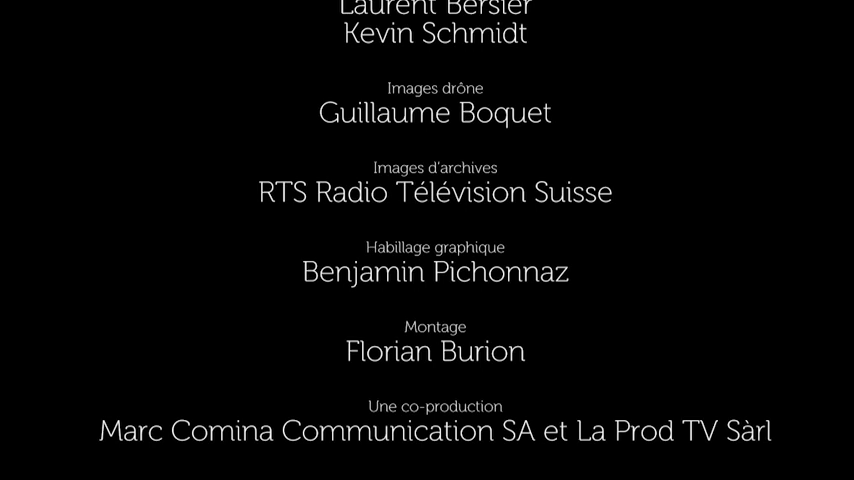 Laurent Bersier
Kevin Schmidt
Images drône
Guillaume Boquet
Images d'archives
RTS Radio Télévision Suisse
Habillage graphique
Benjamin Pichonnaz
Montage
Florian Burion
Une co-production
Marc Comina Communication SA et La Prod TV Sàrl